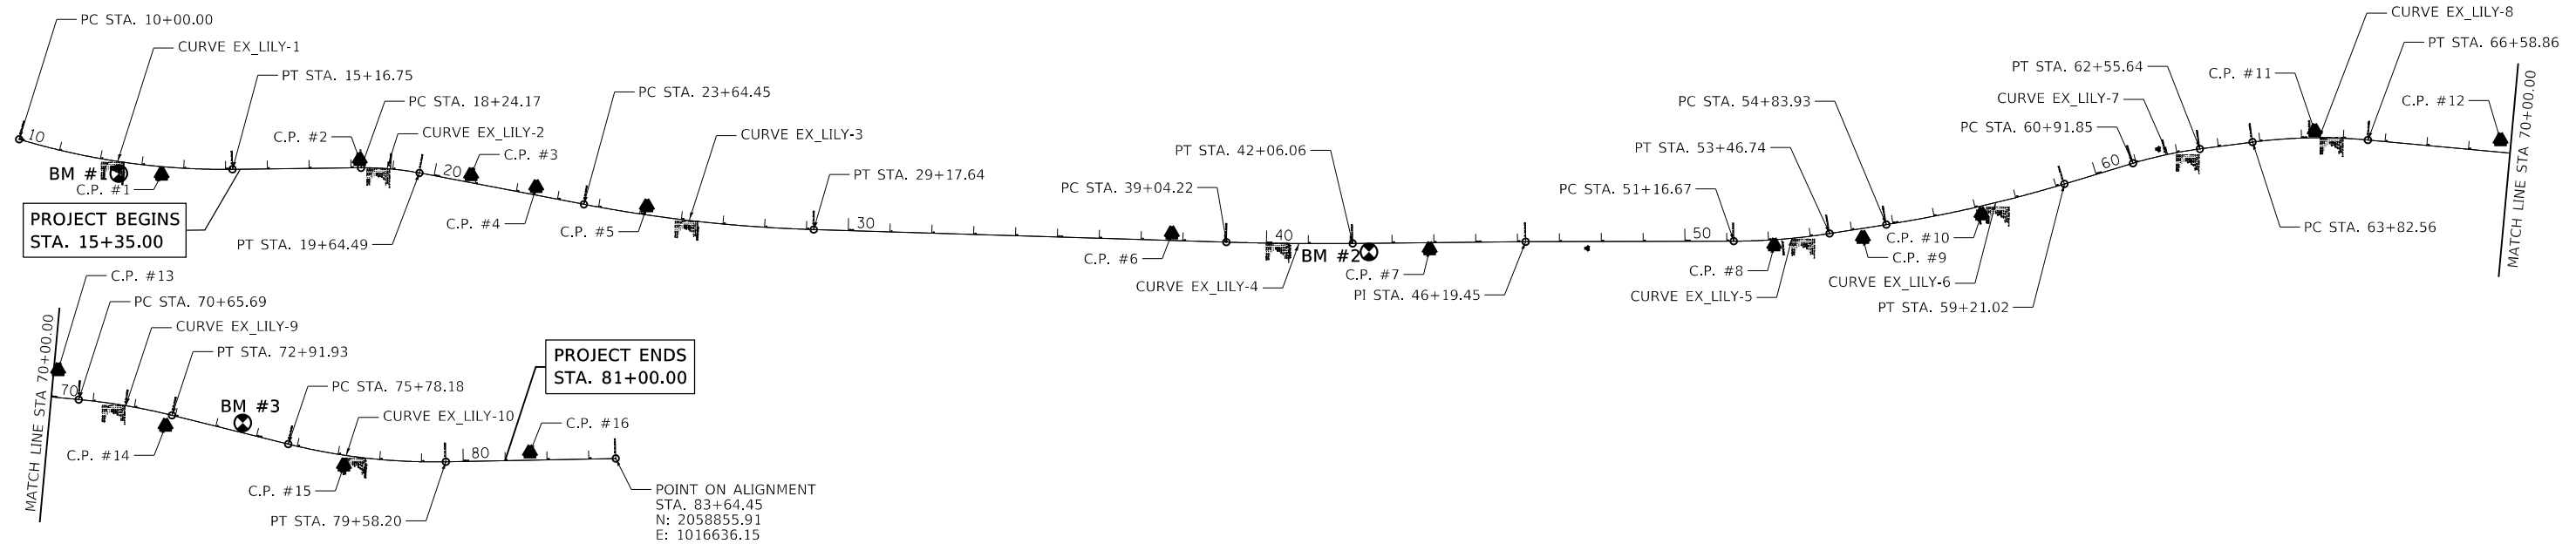 PC STA. 10+00.00
CURVE EX_LILY-1
PT STA. 15+16.75
PC STA. 18+24.17
C.P. #2
CURVE EX_LILY-2
C.P. #3
PC STA. 23+64.45
CURVE EX_LILY-3
10
BM #1
C.P. #1
20
PROJECT BEGINS
STA. 15+35.00
PT STA. 19+64.49
C.P. #4
C.P. #5
PT STA. 29+17.64
30
C.P. #6
PC STA. 39+04.22
PT STA. 42+06.06
40
CURVE EX_LILY-4
BM #2
C.P. #7
PI STA. 46+19.45
PC STA. 51+16.67
50
PT STA. 53+46.74
PC STA. 54+83.93
C.P. #8
CURVE EX_LILY-5
C.P. #9
C.P. #10
CURVE EX_LILY-6
PT STA. 59+21.02
60
PC STA. 60+91.85
CURVE EX_LILY-7
PT STA. 62+55.64
PC STA. 63+82.56
C.P. #11
CURVE EX_LILY-8
PT STA. 66+58.86
C.P. #12
MATCH LINE STA 70+00.00
MATCH LINE STA 70+00.00
C.P. #13
PC STA. 70+65.69
CURVE EX_LILY-9
PT STA. 72+91.93
70
C.P. #14
BM #3
PC STA. 75+78.18
CURVE EX_LILY-10
C.P. #15
PT STA. 79+58.20
80
PROJECT ENDS
STA. 81+00.00
C.P. #16
POINT ON ALIGNMENT
STA. 83+64.45
N: 2058855.91
E: 1016636.15